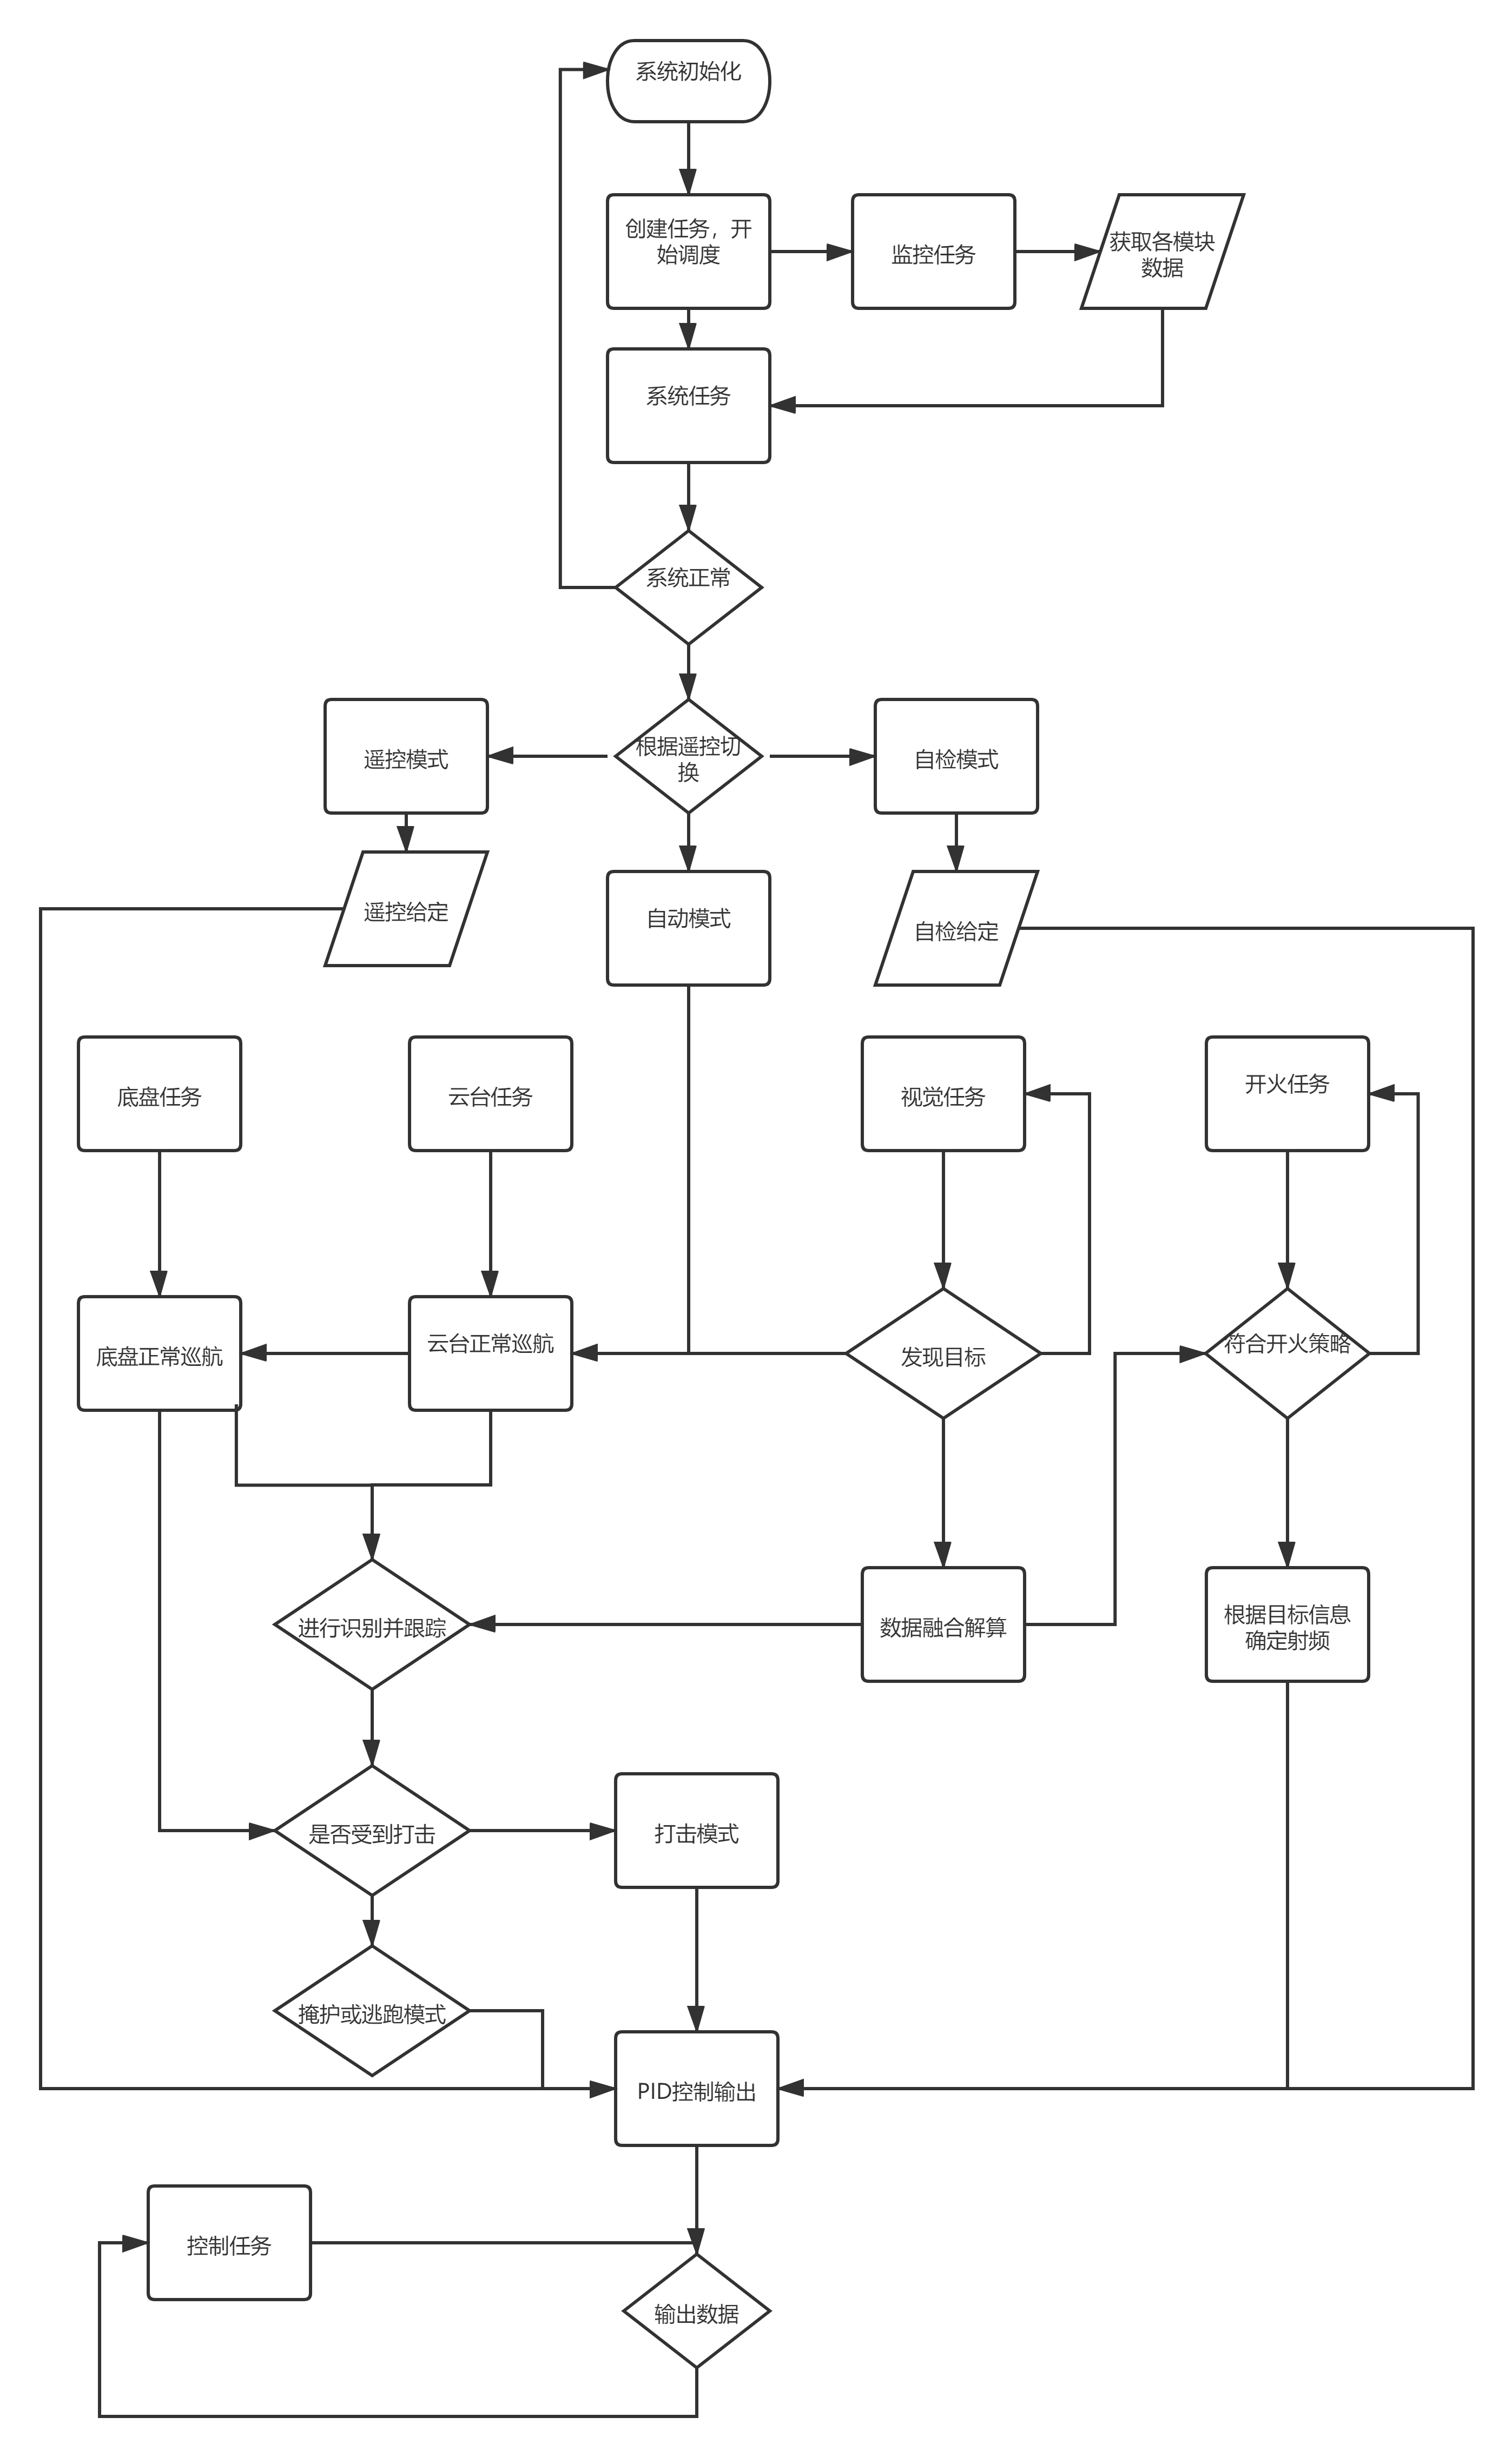 系统初始化
创建任务，开
始调度
监控任务
获取各模块
数据
系统任务
系统正常
遥控模式
根据遥控切
换
自检模式
遥控给定
自动模式
自检给定
底盘任务
云台任务
视觉任务
开火任务
底盘正常巡航
云台正常巡航
发现目标
符合开火策略
进行识别并跟踪
数据融合解算
根据目标信息
确定射频
是否受到打击
打击模式
掩护或逃跑模式
PID控制输出
控制任务
输出数据